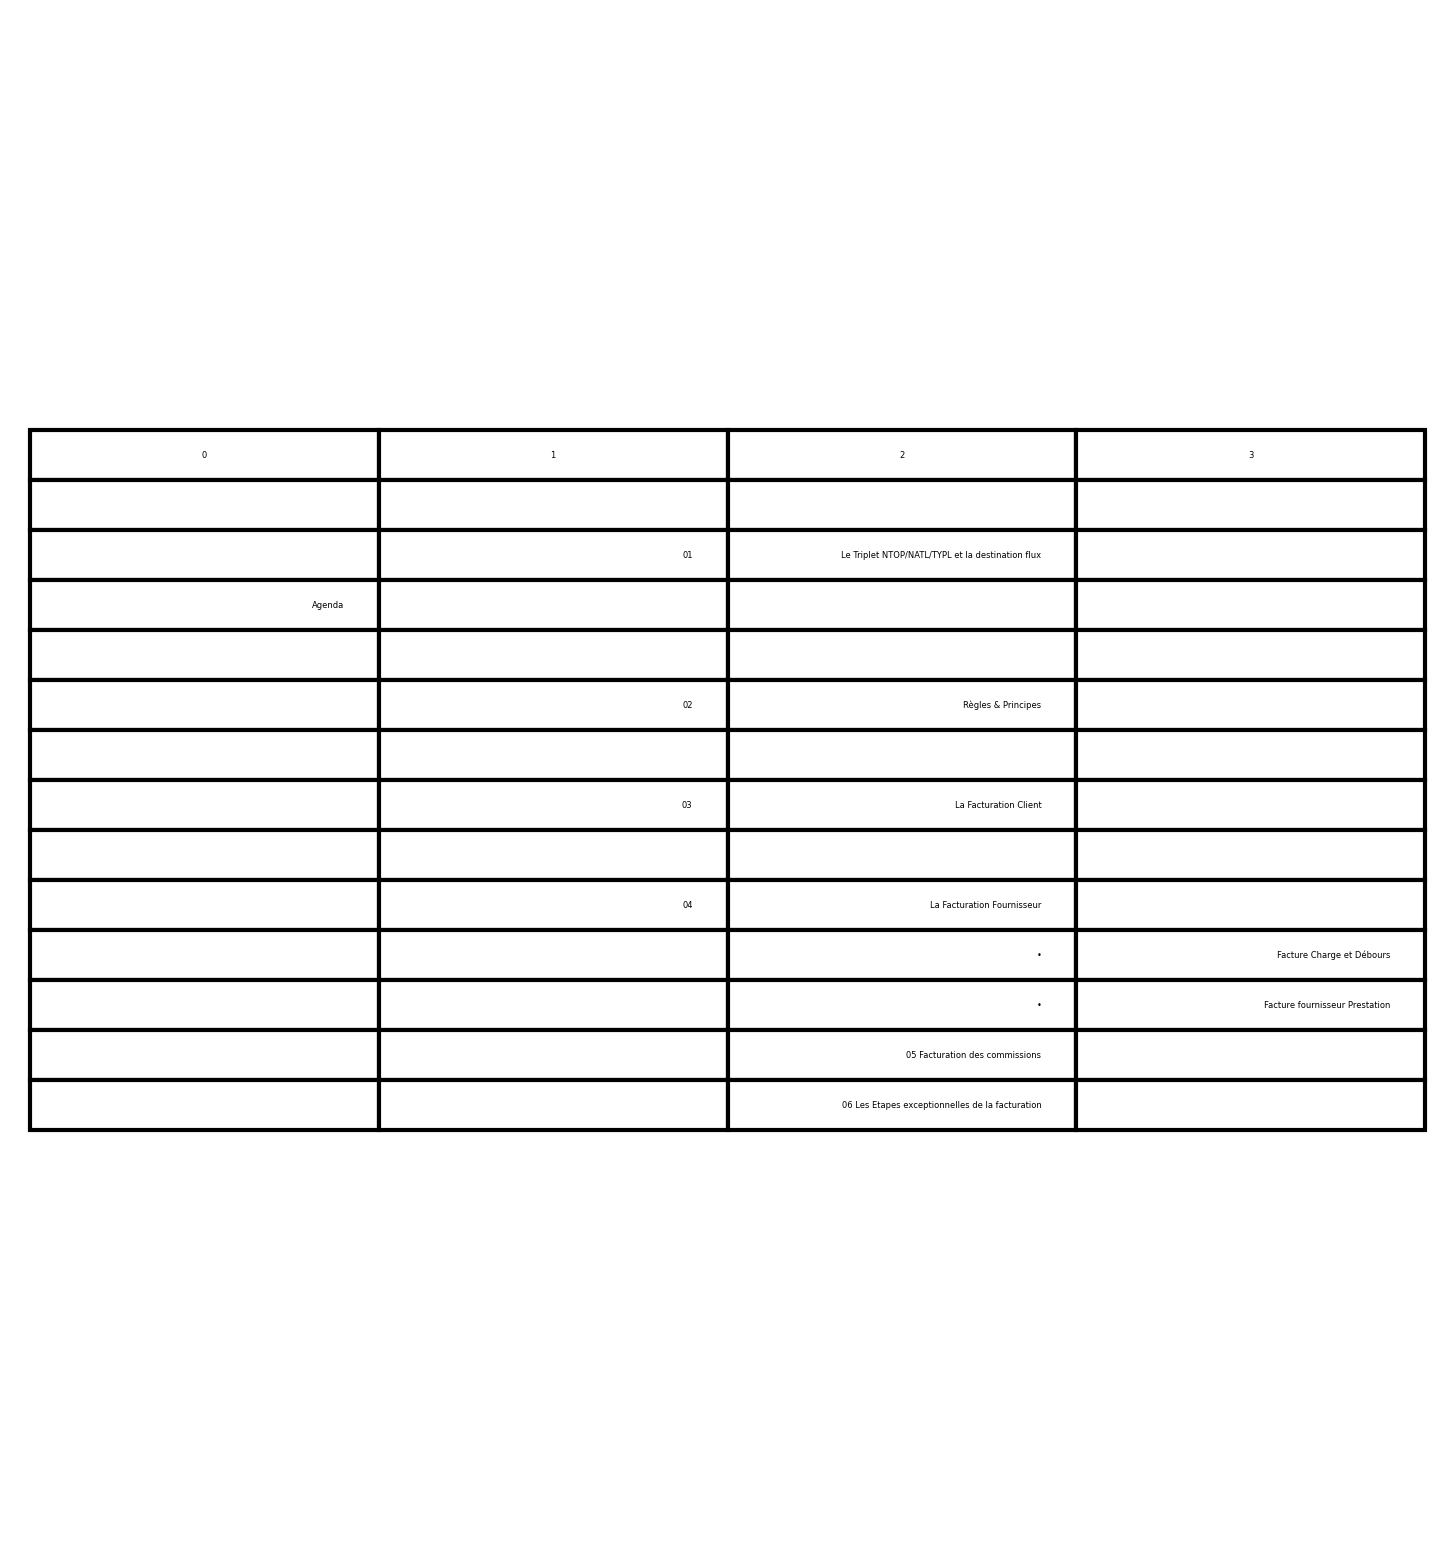 0 1 2 3
01 Le Triplet NTOP/NATL/TYPL et la destination flux
Agenda
02 Règles & Principes
03 La Facturation Client
04 La Facturation Fournisseur
• Facture Charge et Débours
• Facture fournisseur Prestation
05 Facturation des commissions
06 Les Etapes exceptionnelles de la facturation